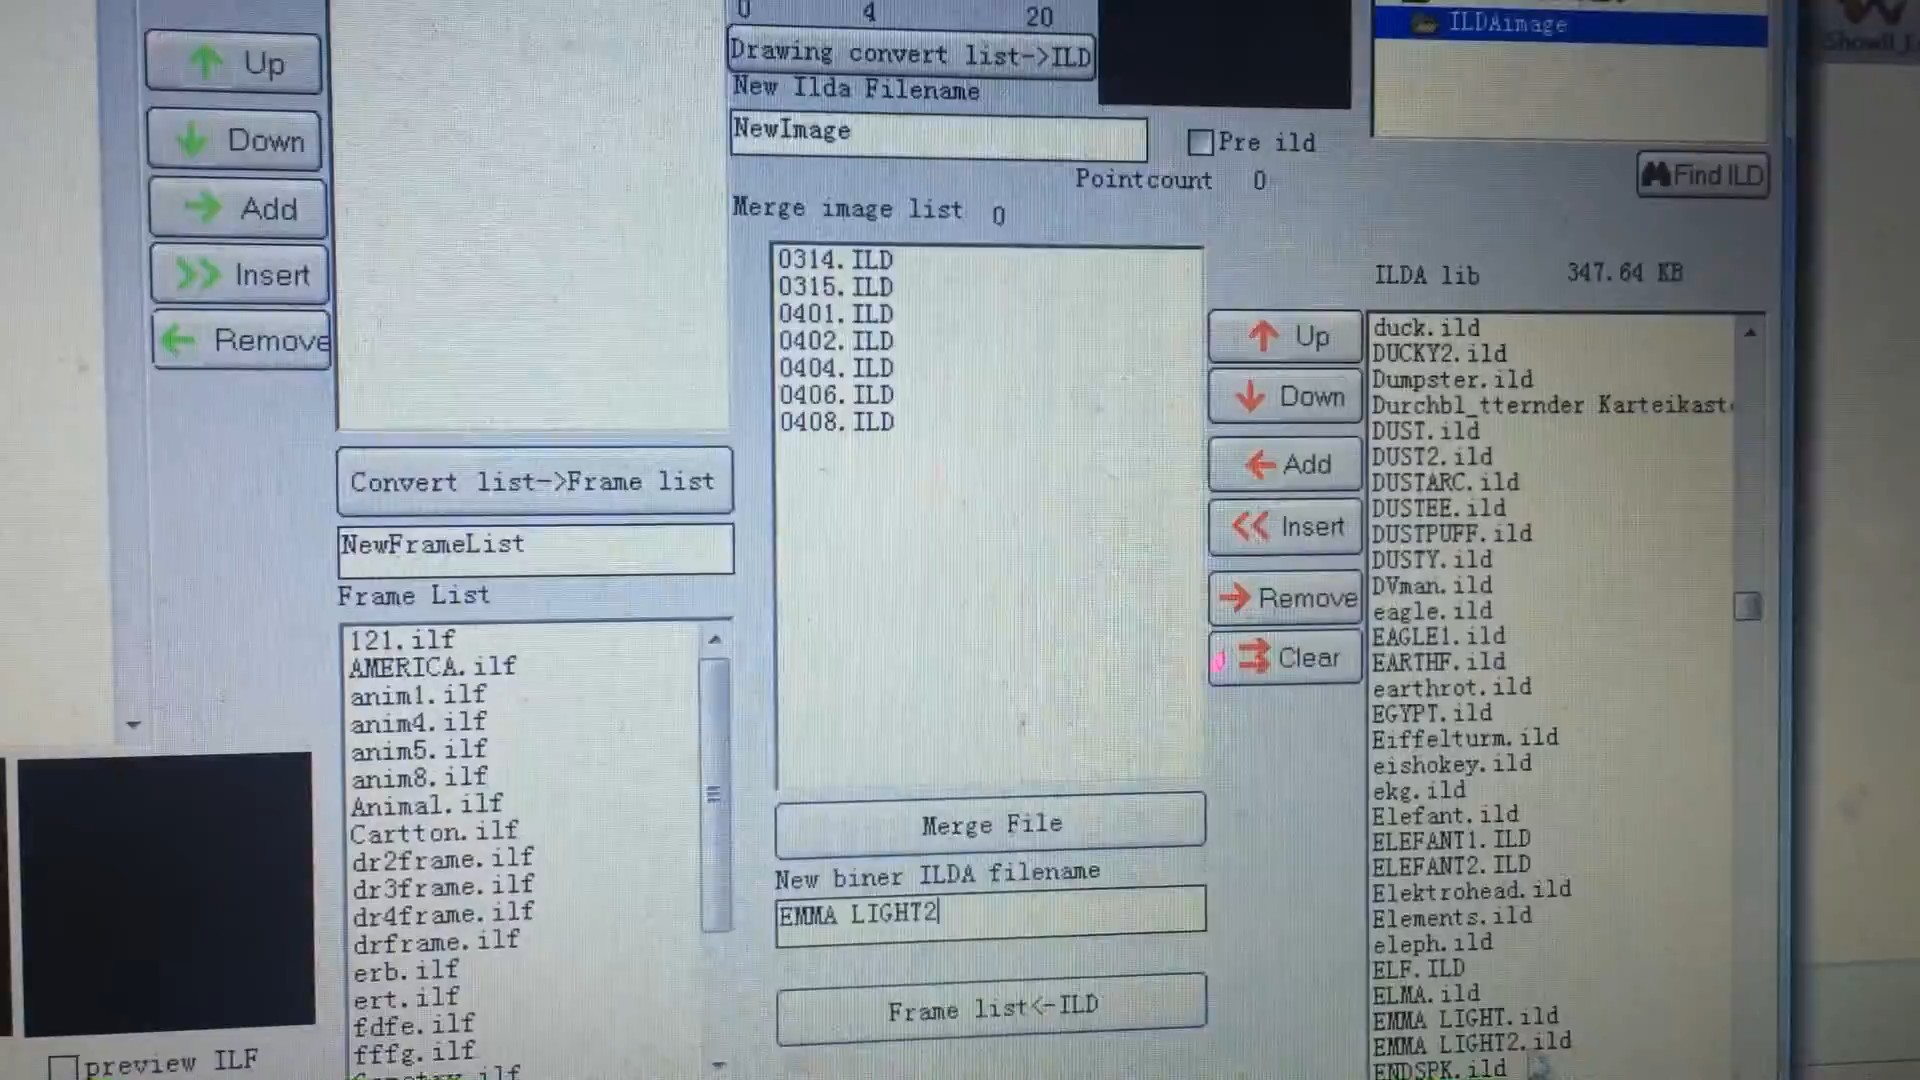 Up
Down
Add
Insert
Remove
Convert list->Frame list
NewFrameList
Frame List
121.ilf
AMERICA.ilf
anim1.ilf
anim4.ilf
anim5.ilf
anim8.ilf
Animal.ilf
Cartton.ilf
dr2frame.ilf
dr3frame.ilf
dr4frame.ilf
drframe.ilf
erb.ilf
ert.ilf
fdfe.ilf
fffg.ilf
preview ILF
0 4 20
Drawing convert list->ILD
New Ilda Filename
NewImage
Pre ild
Pointcount 0
Merge image list 0
0314.ILD
0315.ILD
0401.ILD
0402.ILD
0404.ILD
0406.ILD
0408.ILD
Merge File
New biner ILDA filename
EMMA LIGHT2
Frame list<-ILD
Up
Down
Add
Insert
Remove
Clear
ILDAimage
Find ILD
ILDA lib 347.64 KB
duck.ild
DUCKY2.ild
Dumpster.ild
Durchbl_tternder
DUST.ild
DUST2.ild
DUSTARC.ild
DUSTEE.ild
DUSTPUFF.ild
DUSTY.ild
DVman.ild
eagle.ild
EAGLE1.ild
EARTHF.ild
earthrot.ild
EGYPT.ild
Eiffelturm.ild
eishokey.ild
ekg.ild
Elefant.ild
ELEFANT1.ILD
ELEFANT2.ILD
Elektrohead.ild
Elements.ild
eleph.ild
ELF.ILD
ELMA.ild
EMMA LIGHT.ild
EMMA LIGHT2.ild
ENDSPK.ild